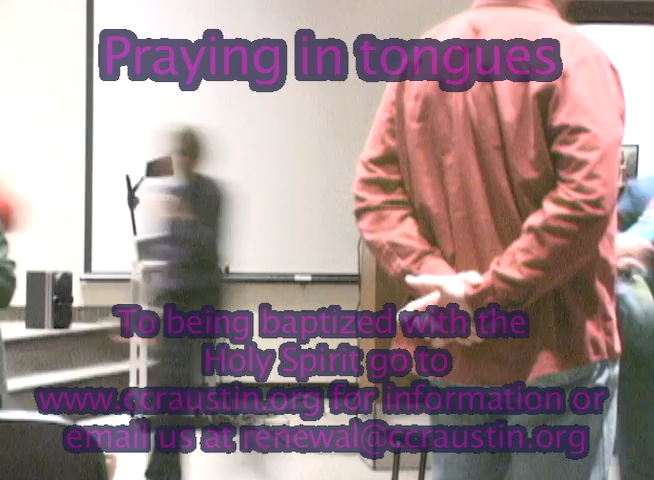 Praying in tongues
To being baptized with the
Holy Spirit go to
www.ccraustin.org for information or
email us at renewal@ccraustin.org